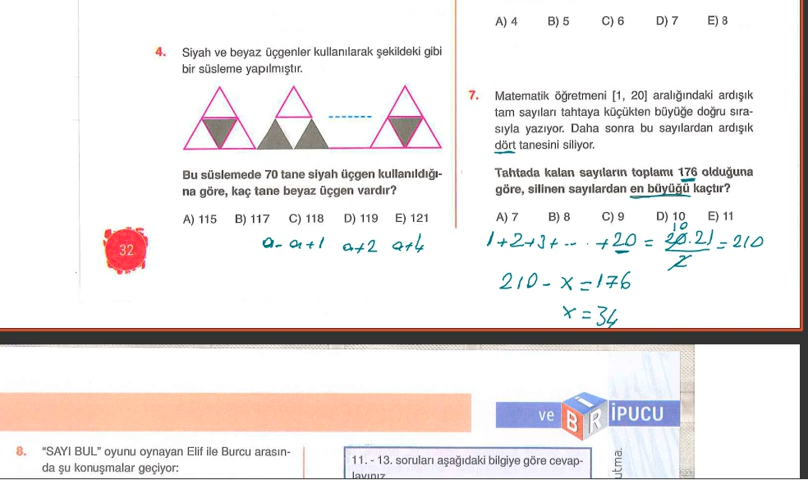 4. Siyah ve beyaz üçgenler kullanılarak şekildeki gibi
bir süsleme yapılmıştır.
Bu süslemede 70 tane siyah üçgen kullanıldığı-
na göre, kaç tane beyaz üçgen vardır?
A) 115 B) 117 C) 118 D) 119 E) 121
a- a+1 a+2 a+4
32
A) 4 B) 5 C) 6 D) 7 E) 8
7. Matematik öğretmeni [1, 20] aralığındaki ardışık
tam sayıları tahtaya küçükten büyüğe doğru sıra-
sıyla yazıyor. Daha sonra bu sayılardan ardışık
dört tanesini siliyor.
Tahtada kalan sayıların toplamı 176 olduğuna
göre, silinen sayılardan en büyüğü kaçtır?
A) 7 B) 8 C) 9 D) 10 E) 11
10
1+2+3+ --- +20 = 20.21 = 210
2
210 - x = 176
x = 34
ve BİR İPUCU
8. "SAYI BUL" oyunu oynayan Elif ile Burcu arasın-
da şu konuşmalar geçiyor:
11. - 13. soruları aşağıdaki bilgiye göre cevap-
layınız
utma.